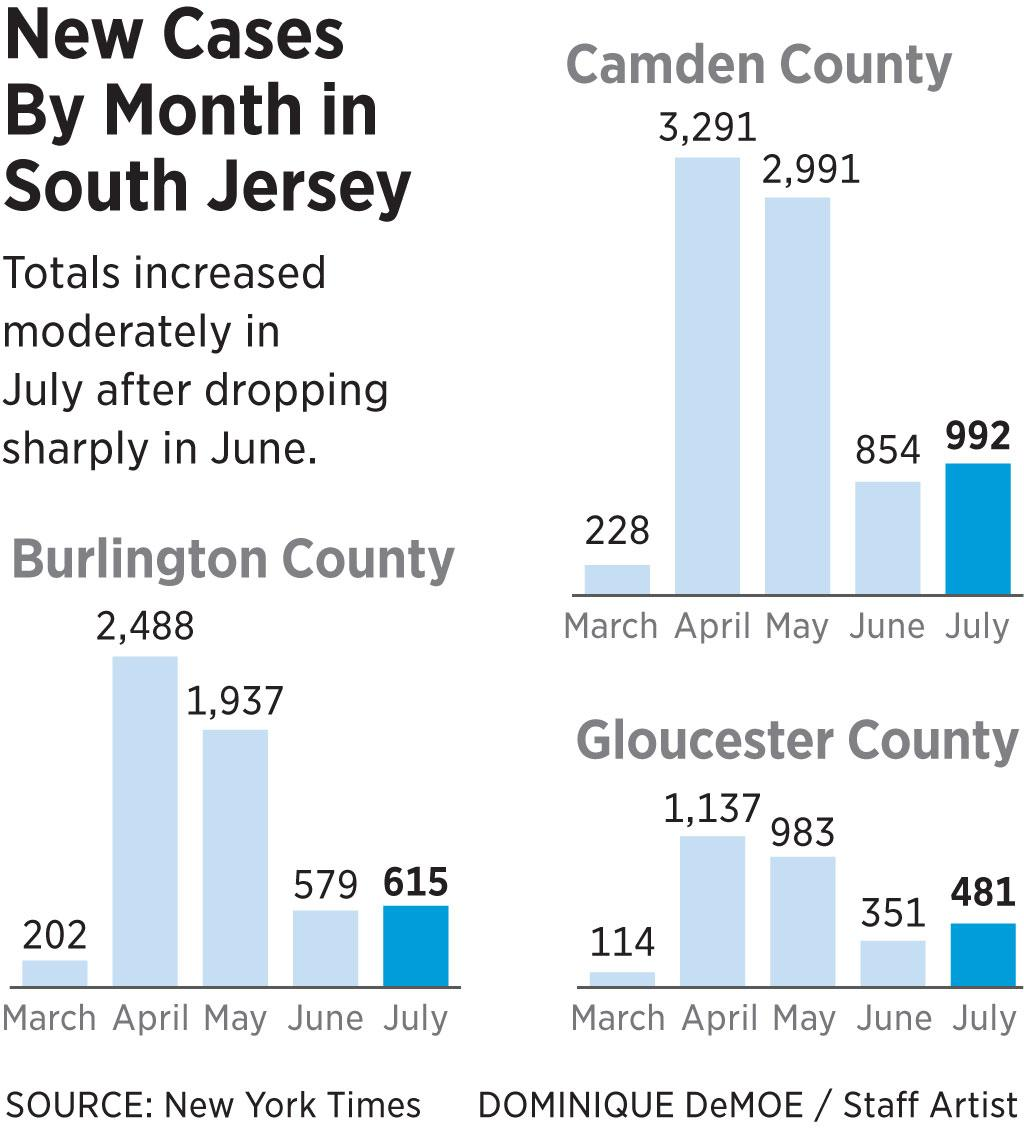 New Cases
By Month in
South Jersey
Totals increased
moderately in
July after dropping
sharply in June.
Camden County
3,291
2,991
854
992
228
March April May June July
Burlington County
2,488
1,937
579
615
202
March April May June July
Gloucester County
1,137
983
351
481
114
March April May June July
SOURCE: New York Times
DOMINIQUE DeMOE / Staff Artist